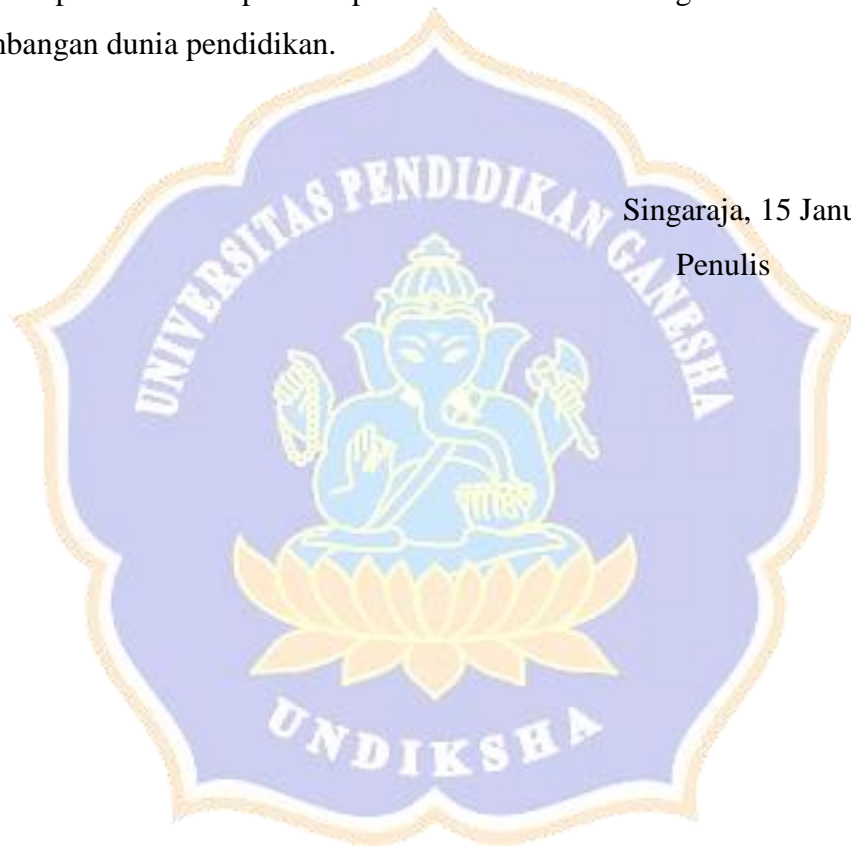 mbangan dunia pendidikan.
UNIVERSITAS PENDIDIKAN GANESHA
Singaraja, 15 Janu
Penulis
UNDIKSHA